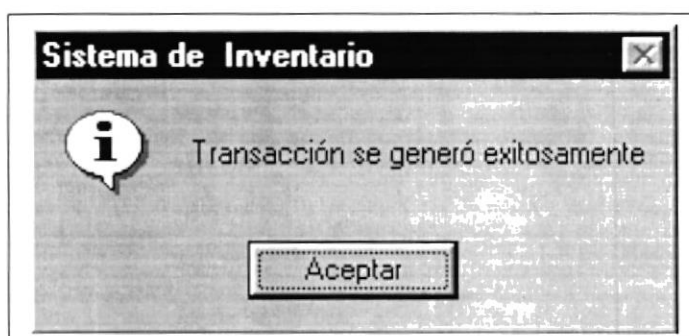 Sistema de Inventario
Transacción se generó exitosamente
Aceptar